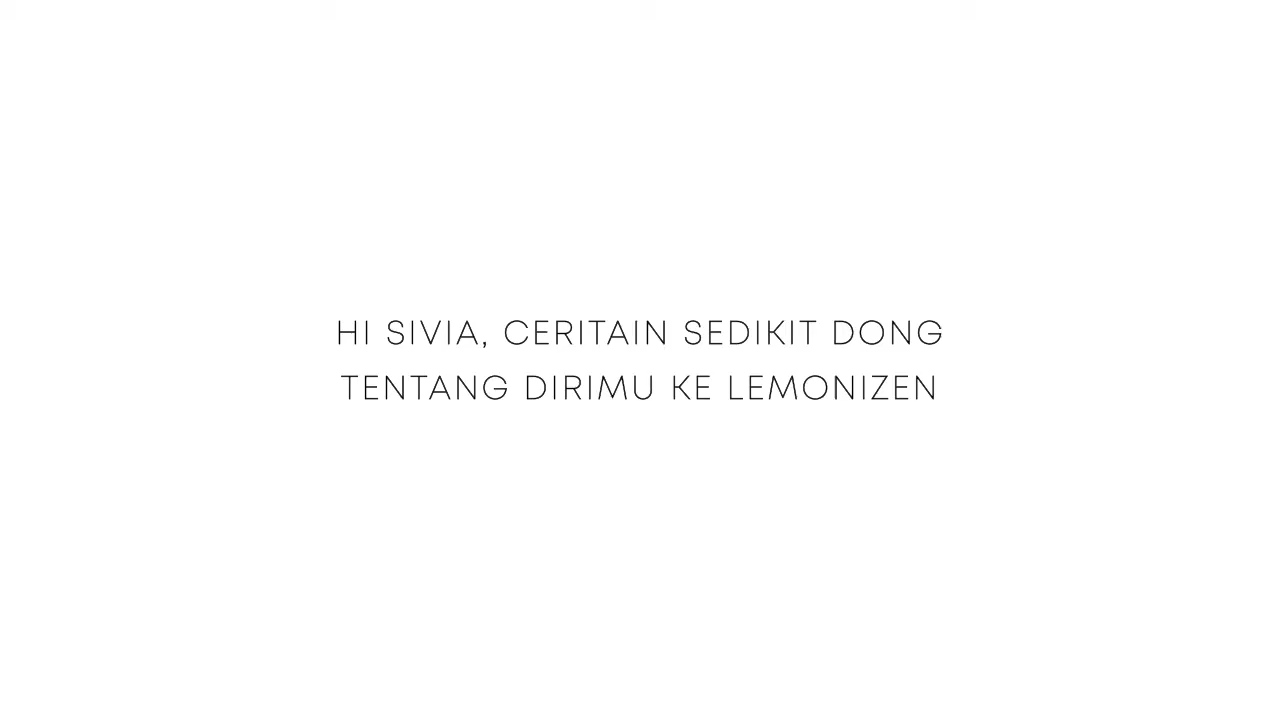 HI SIVIA, CERITAIN SEDIKIT DONG
TENTANG DIRIMU KE LEMONIZEN